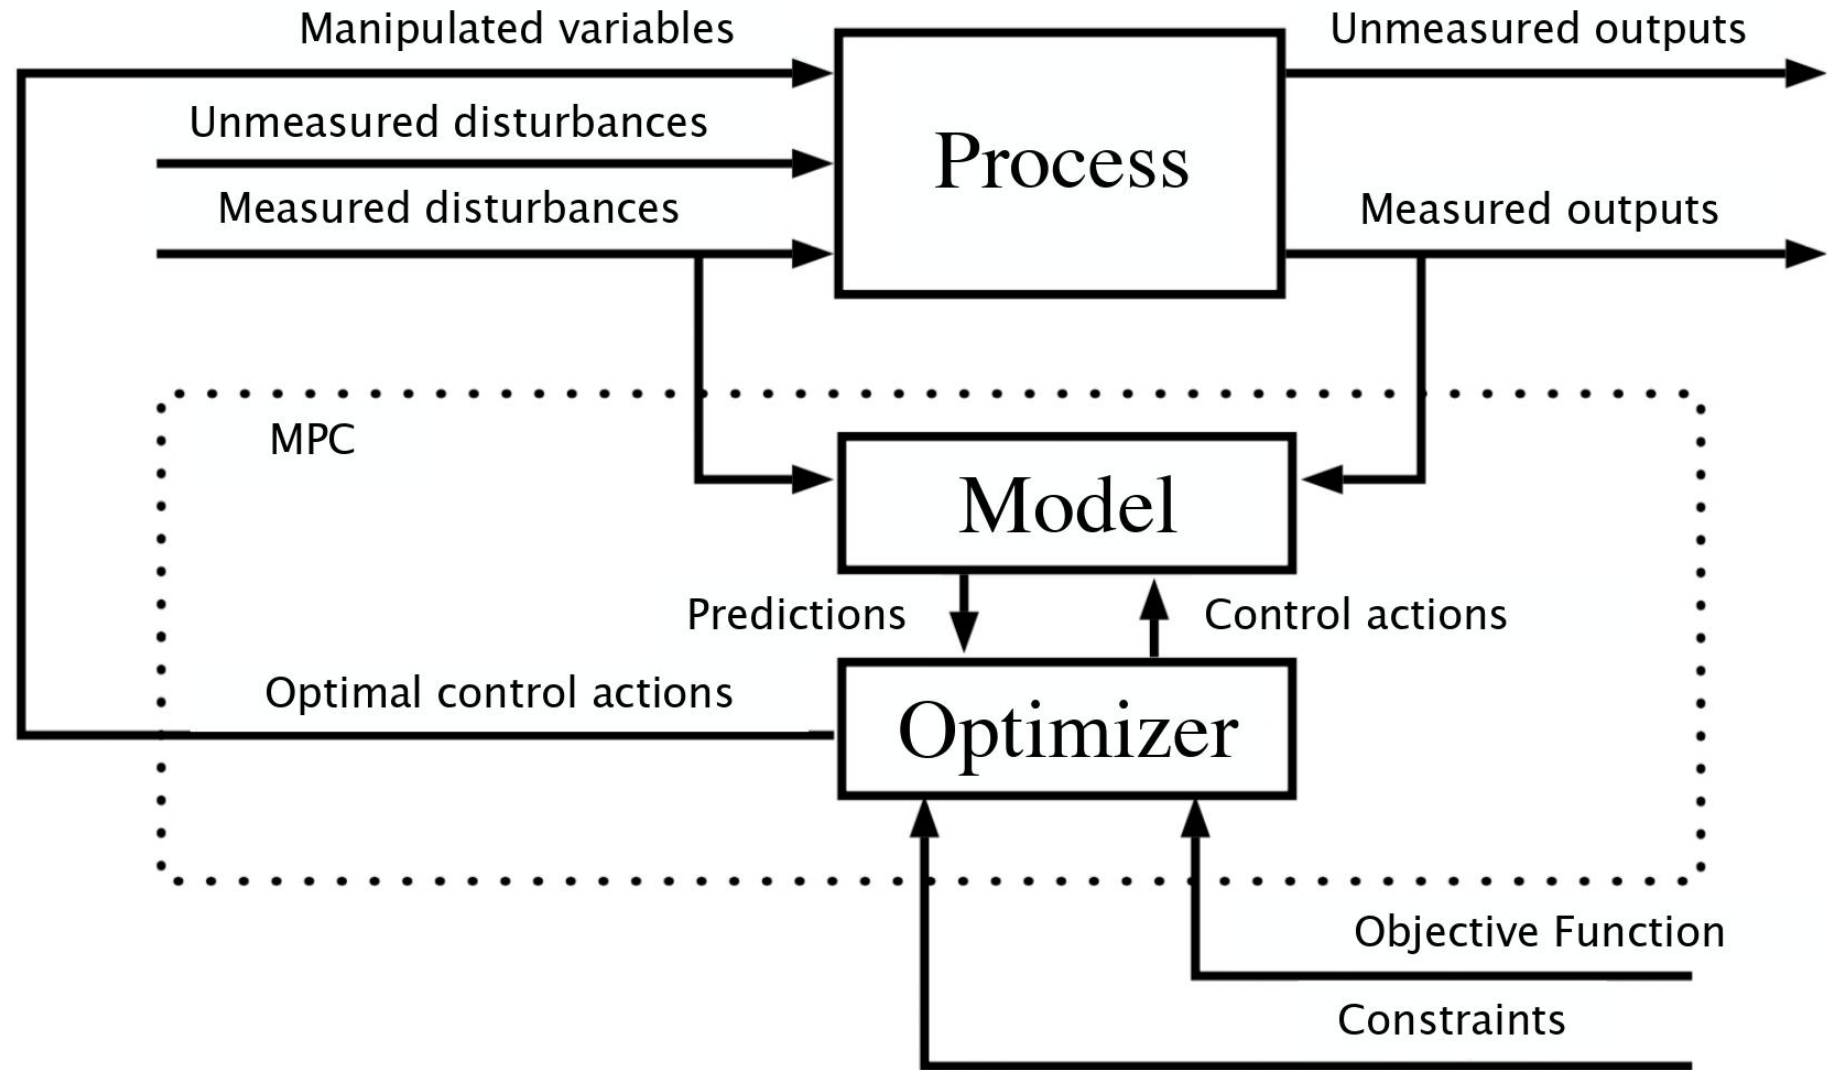 Manipulated variables
Unmeasured outputs
Unmeasured disturbances
Process
Measured disturbances
Measured outputs
MPC
Model
Predictions
Control actions
Optimal control actions
Optimizer
Objective Function
Constraints